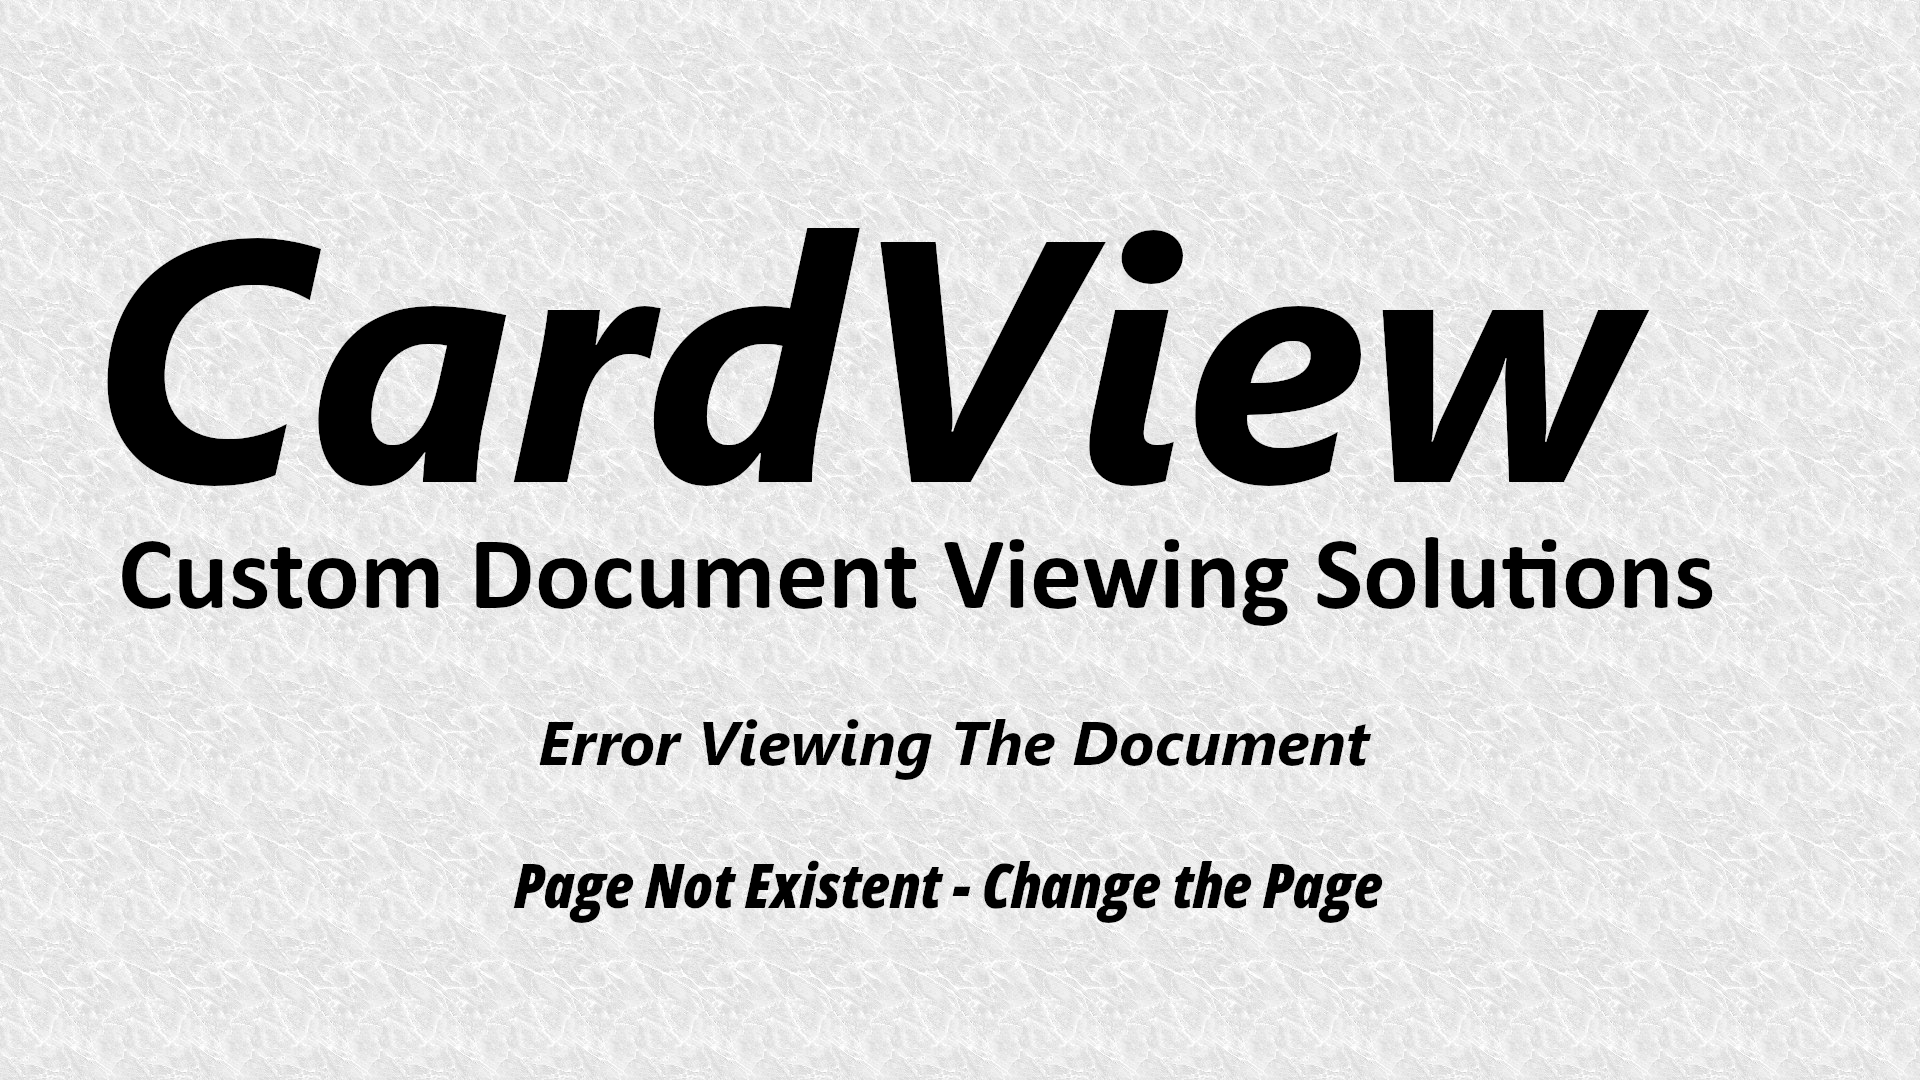 CardView
Custom Document Viewing Solutions
Error Viewing The Document
Page Not Existent - Change the Page